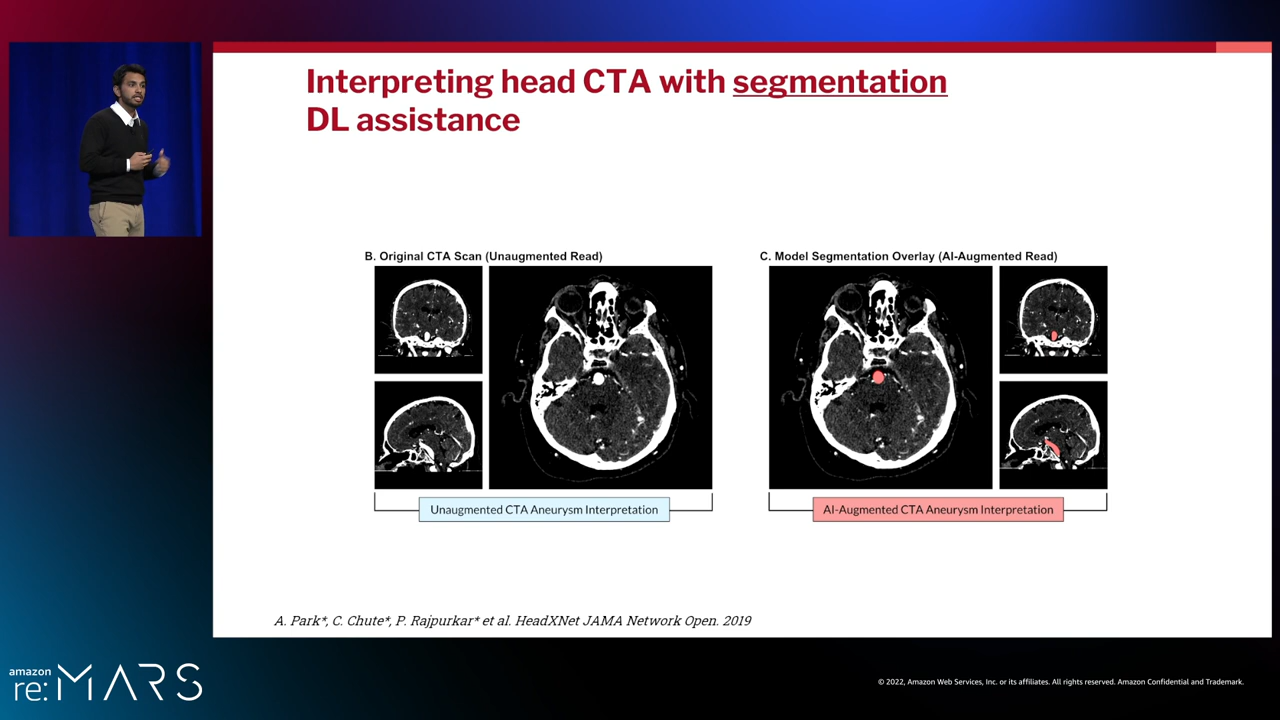 Interpreting head CTA with segmentation
DL assistance
B. Original CTA Scan (Unaugmented Read)
C. Model Segmentation Overlay (AI-Augmented Read)
Unaugmented CTA Aneurysm Interpretation
AI-Augmented CTA Aneurysm Interpretation
A. Park*, C. Chute*, P. Rajpurkar* et al. HeadXNet JAMA Network Open. 2019
amazon
re:MARS
© 2022, Amazon Web Services, Inc. or its affiliates. All rights reserved. Amazon Confidential and Trademark.